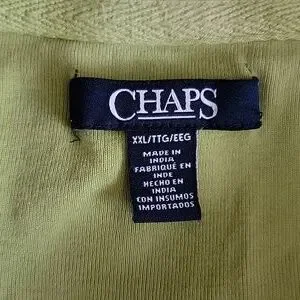 CHAPS
XXL/TTG/EEG
MADE IN
INDIA
FABRIQUÉ EN
INDE
HECHO EN
INDIA
CON INSUMOS
IMPORTADOS